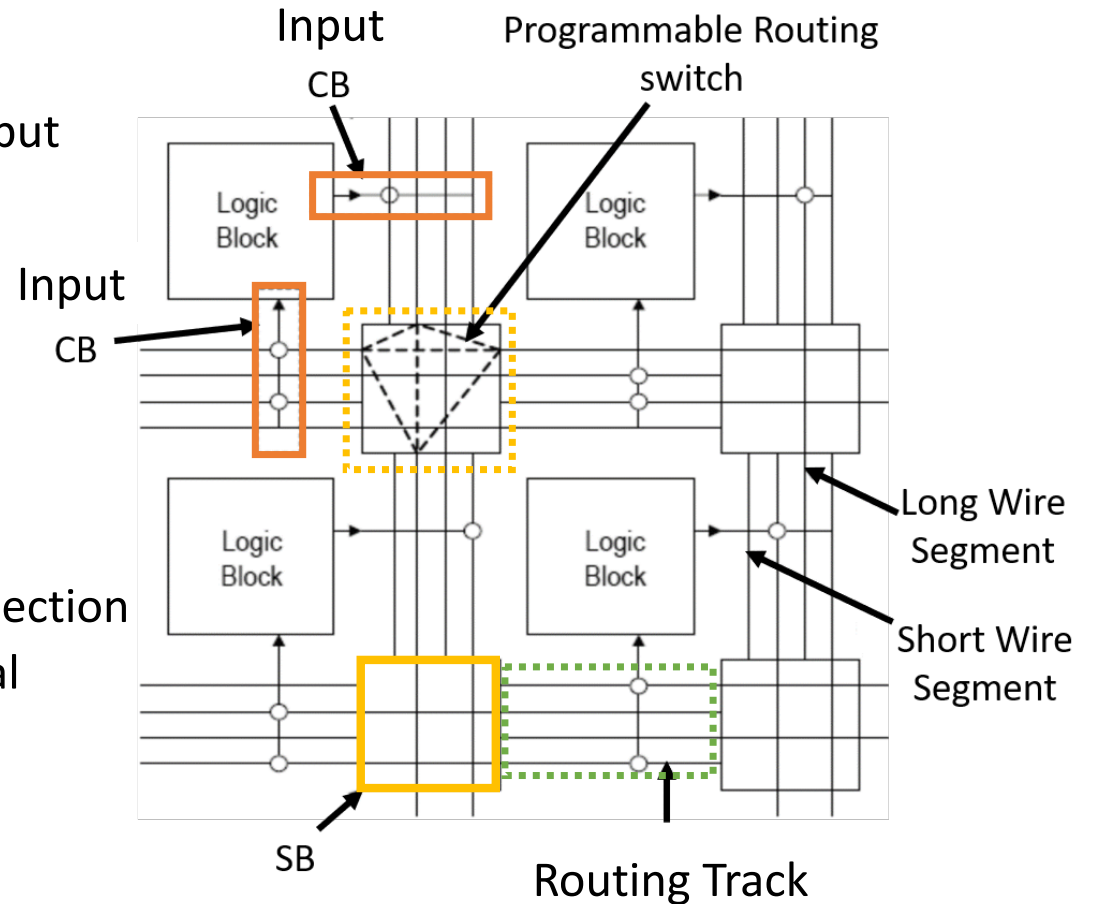 Input
Programmable Routing
switch
CB
Logic
Block
Logic
Block
Input
CB
Logic
Block
Logic
Block
Long Wire
Segment
Short Wire
Segment
SB
Routing Track